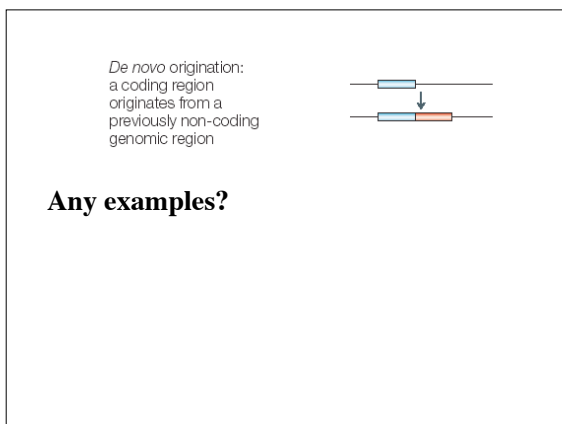 De novo origination:
a coding region
originates from a
previously non-coding
genomic region
Any examples?